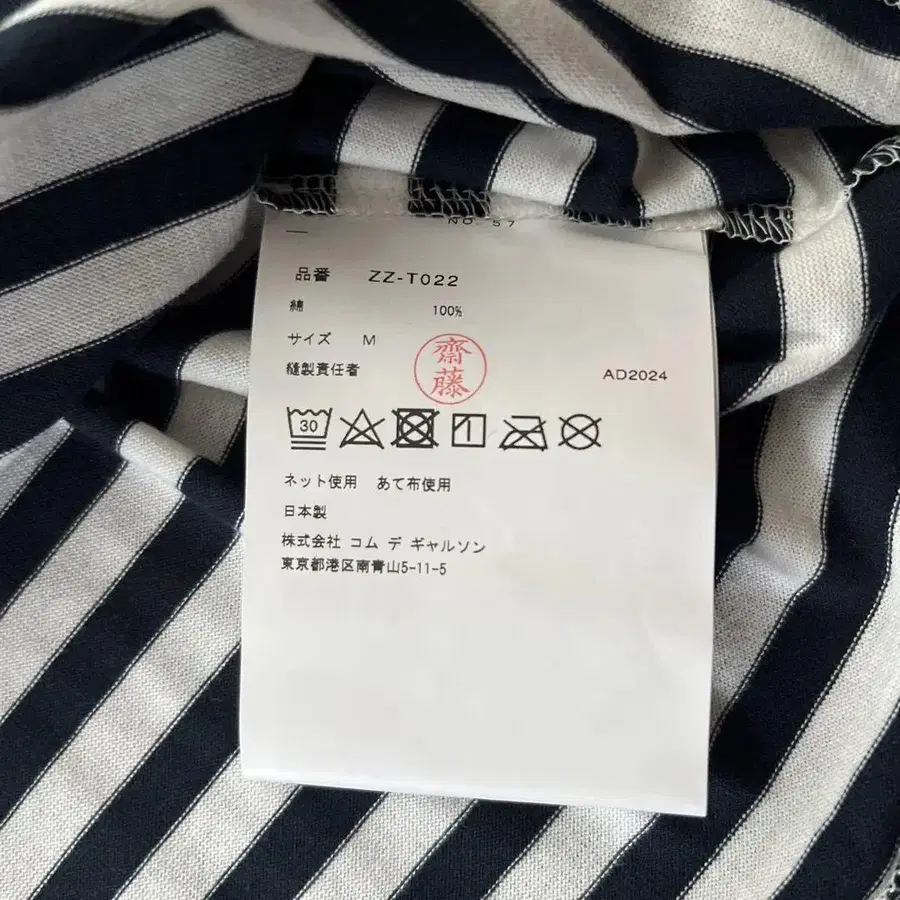 NO. 57
品番 ZZ-T022
綿 100%
サイズ M
縫製責任者 齋藤 AD2024
30
ネット使用 あて布使用
日本製
株式会社 コム デ ギャルソン
東京都港区南青山5-11-5